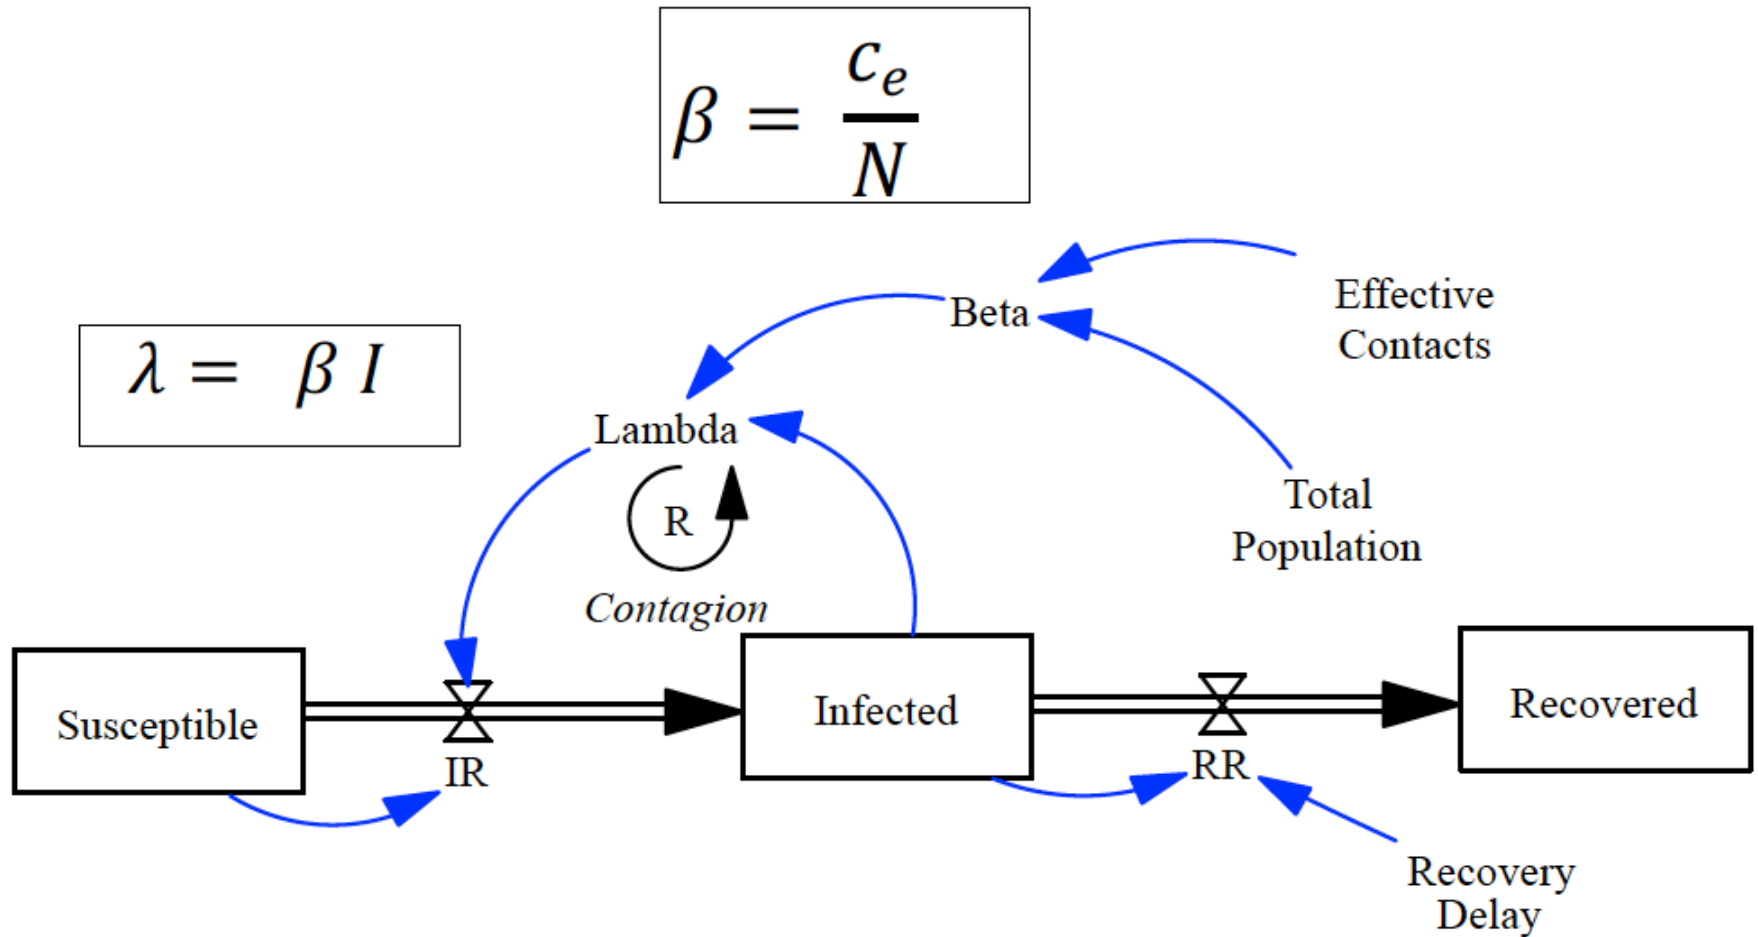 β = c_e / N
Effective
Contacts
Beta
λ = β I
Lambda
R
Contagion
Total
Population
Susceptible
IR
Infected
RR
Recovered
Recovery
Delay